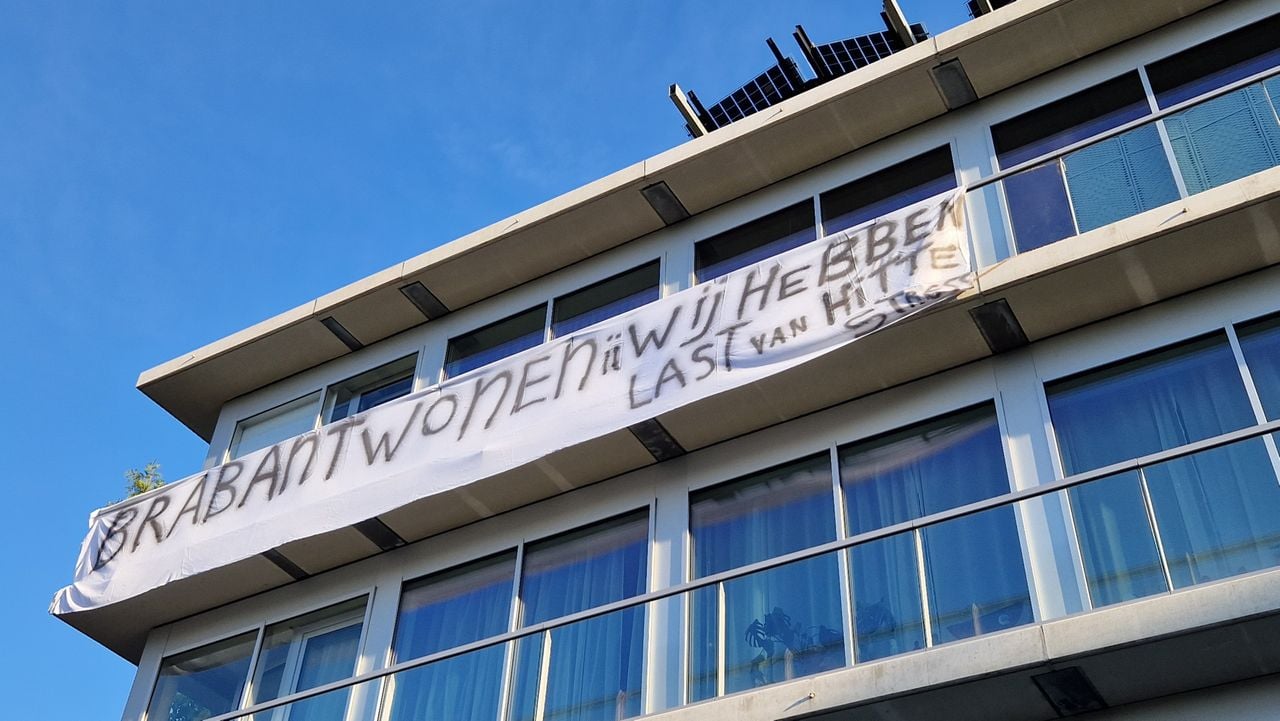 BRABANTWONEN !! WIJ HEBBEN
LAST VAN HITTE
STRESS